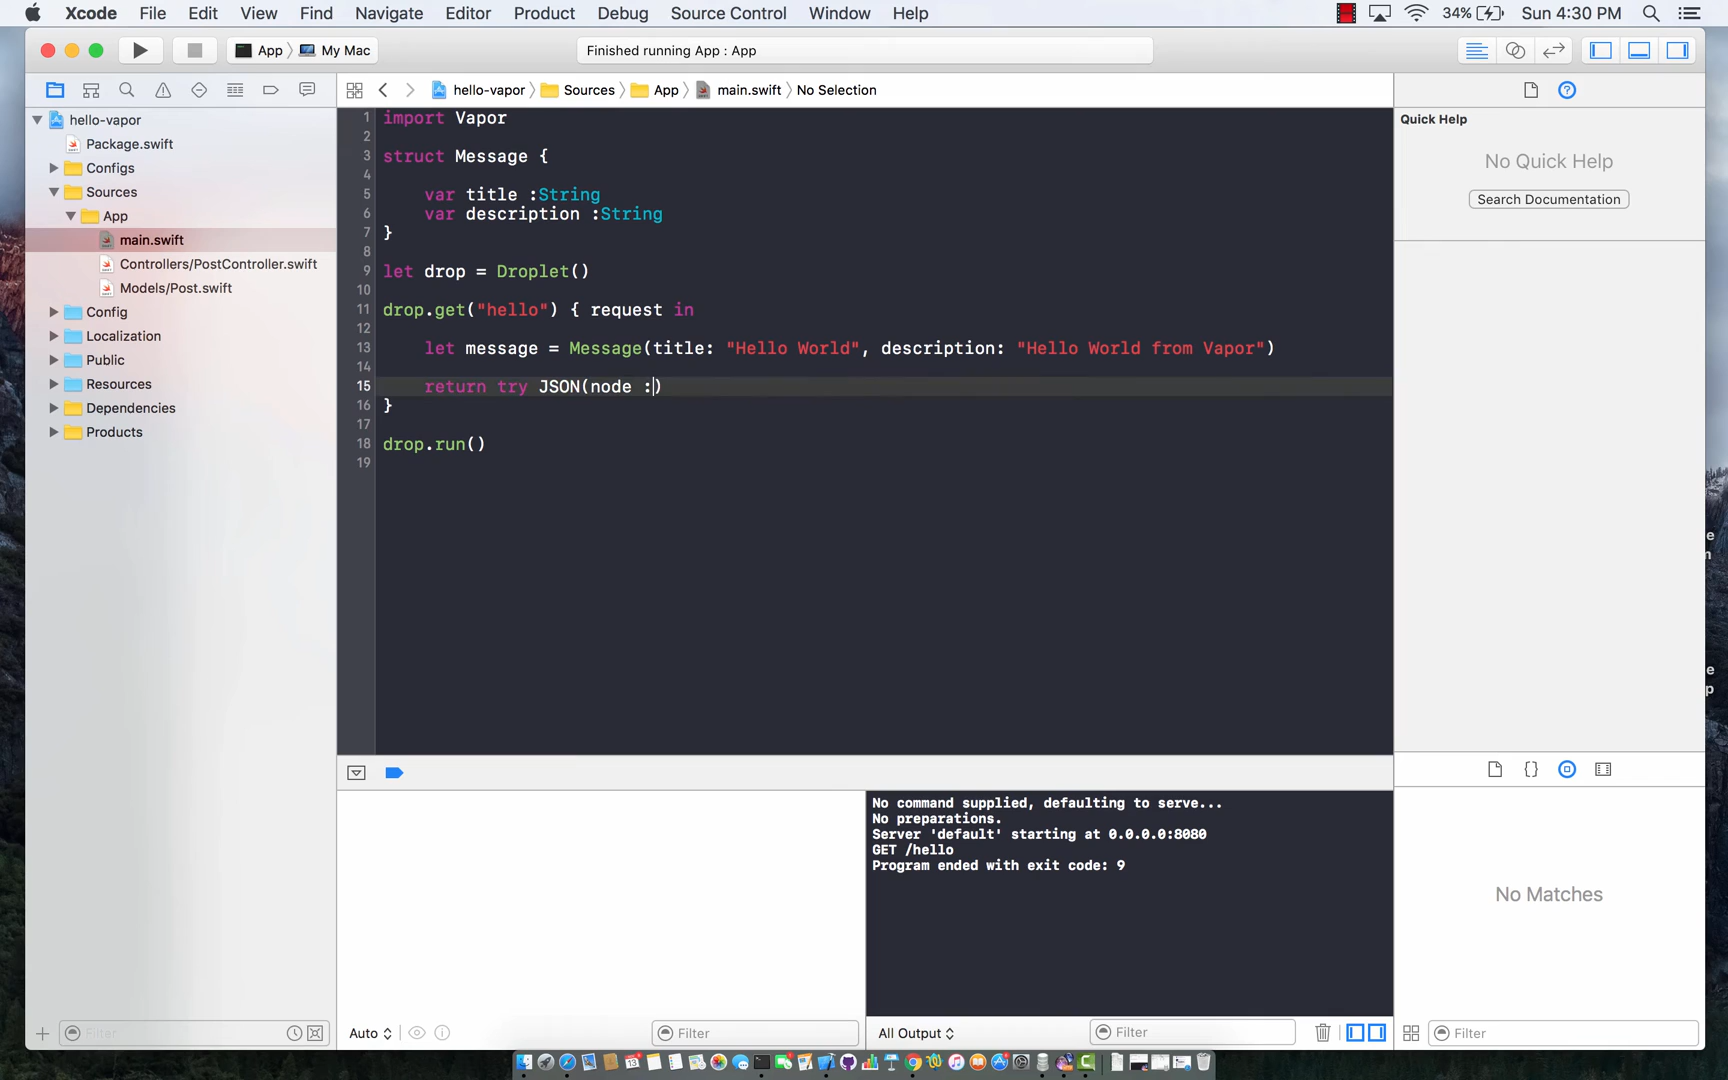 Xcode File Edit View Find Navigate Editor Product Debug Source Control Window Help 34% Sun 4:30 PM
App My Mac Finished running App : App
hello-vapor Sources App main.swift No Selection
hello-vapor
Package.swift
Configs
Sources
App
main.swift
Controllers/PostController.swift
Models/Post.swift
Config
Localization
Public
Resources
Dependencies
Products
1 import Vapor
2
3 struct Message {
4
5 var title :String
6 var description :String
7 }
8
9 let drop = Droplet()
10
11 drop.get("hello") { request in
12
13 let message = Message(title: "Hello World", description: "Hello World from Vapor")
14
15 return try JSON(node :)
16 }
17
18 drop.run()
19
Quick Help
No Quick Help
Search Documentation
No command supplied, defaulting to serve...
No preparations.
Server 'default' starting at 0.0.0.0:8080
GET /hello
Program ended with exit code: 9
No Matches
Filter Auto Filter All Output Filter Filter